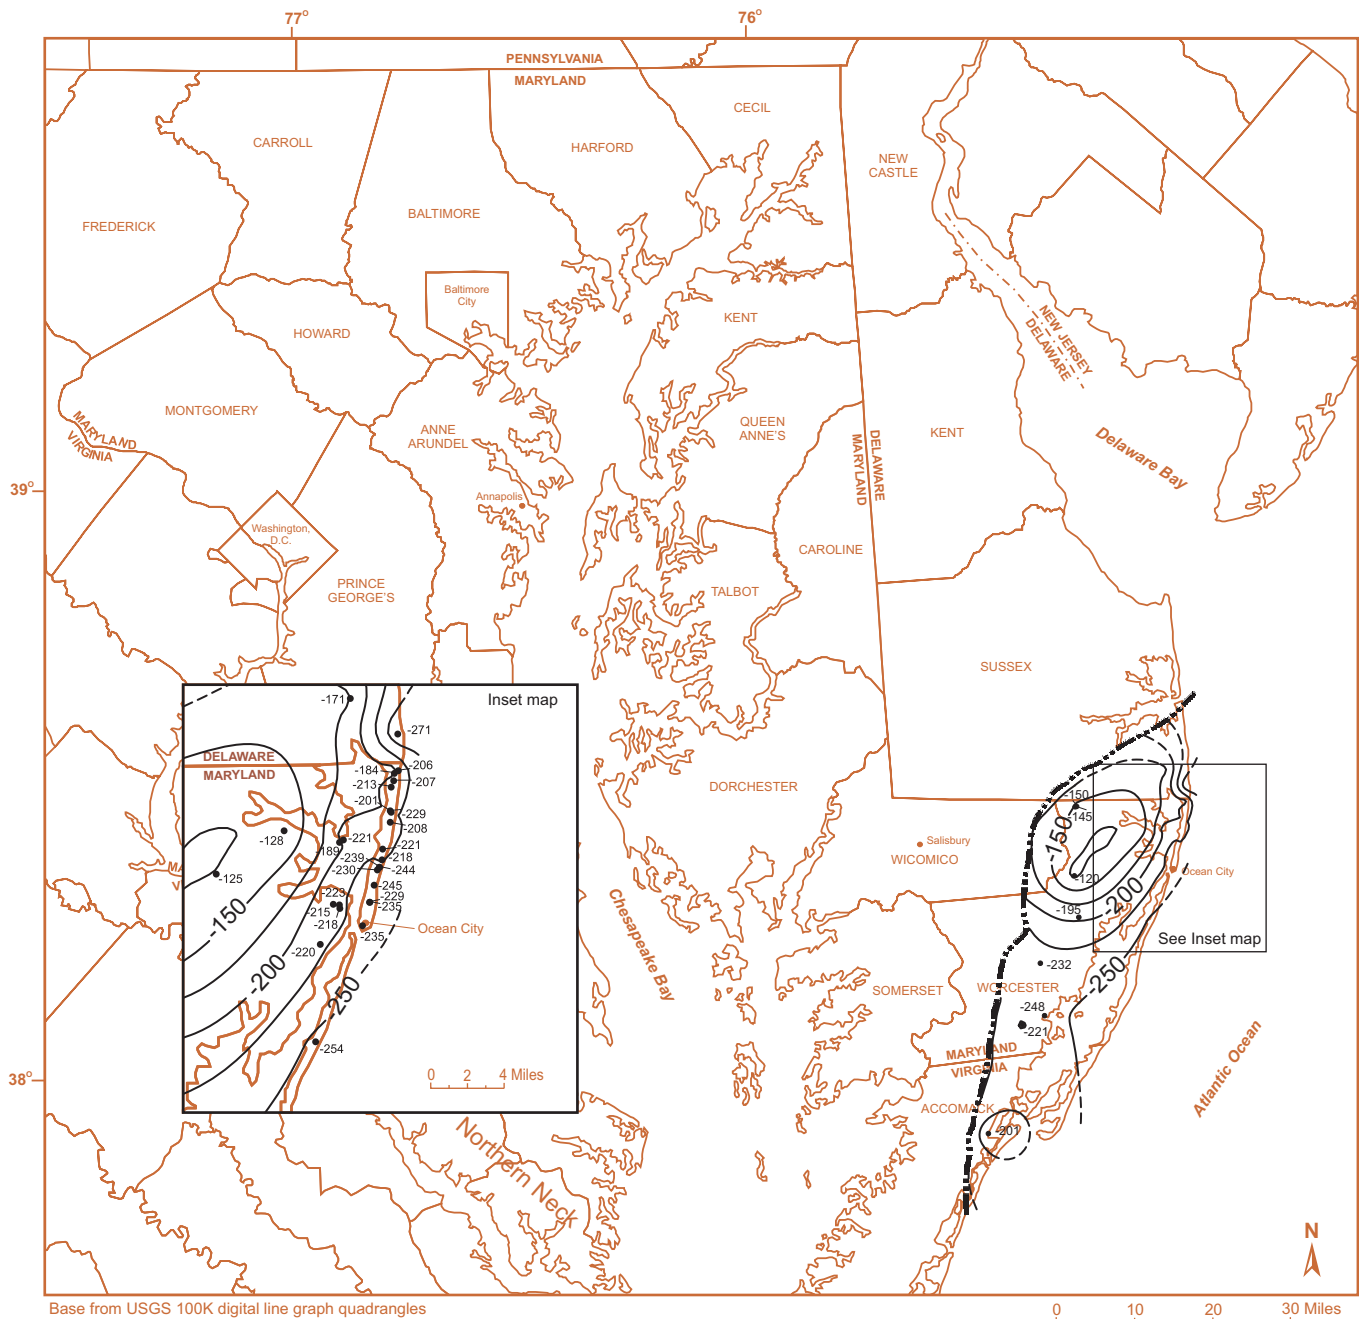 77°
76°
PENNSYLVANIA
MARYLAND
CECIL
CARROLL
HARFORD
NEW
CASTLE
BALTIMORE
FREDERICK
Baltimore
City
KENT
HOWARD
NEW JERSEY
DELAWARE
MONTGOMERY
MARYLAND
VIRGINIA
ANNE
ARUNDEL
QUEEN
ANNE'S
DELAWARE
MARYLAND
KENT
Delaware Bay
39°
Annapolis
Washington,
D.C.
CAROLINE
PRINCE
GEORGE'S
TALBOT
SUSSEX
Inset map
-171
-271
DELAWARE
MARYLAND
-184
-206
-207
-213
-201
-229
-208
-128
-221
189
-221
-239
-218
-230
-244
-125
-245
-223
-229
-215
-235
-218
-235
Ocean City
-220
-150
-200
-250
-254
0 2 4 Miles
MA
V
DORCHESTER
-150
-145
-150
Salisbury
WICOMICO
-120
Ocean City
-195
-200
See Inset map
-232
-250
Chesapeake Bay
SOMERSET
WORCESTER
-248
-221
MARYLAND
VIRGINIA
Atlantic Ocean
38°
ACCOMACK
-201
Northern Neck
N
Base from USGS 100K digital line graph quadrangles
0 10 20 30 Miles